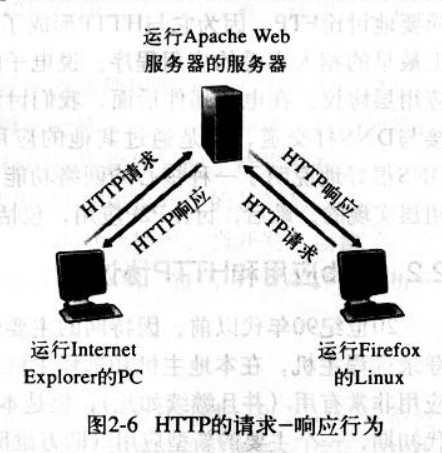 运行Apache Web
服务器的服务器
HTTP请求
HTTP响应
HTTP响应
HTTP请求
运行Internet
Explorer的PC
运行Firefox
的Linux
图2-6 HTTP的请求-响应行为